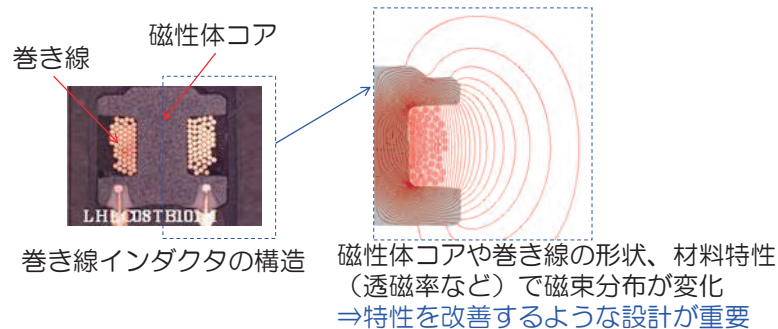 磁性体コア
巻き線
巻き線インダクタの構造
磁性体コアや巻き線の形状、材料特性
（透磁率など）で磁束分布が変化
⇒特性を改善するような設計が重要